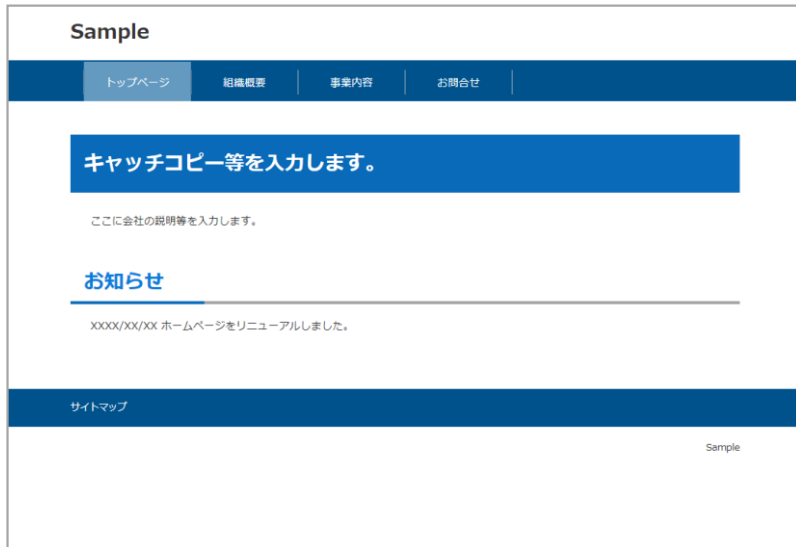 Sample
トップページ 組織概要 事業内容 お問合せ
キャッチコピー等を入力します。
ここに会社の説明等を入力します。
お知らせ
XXXX/XX/XX ホームページをリニューアルしました。
サイトマップ
Sample